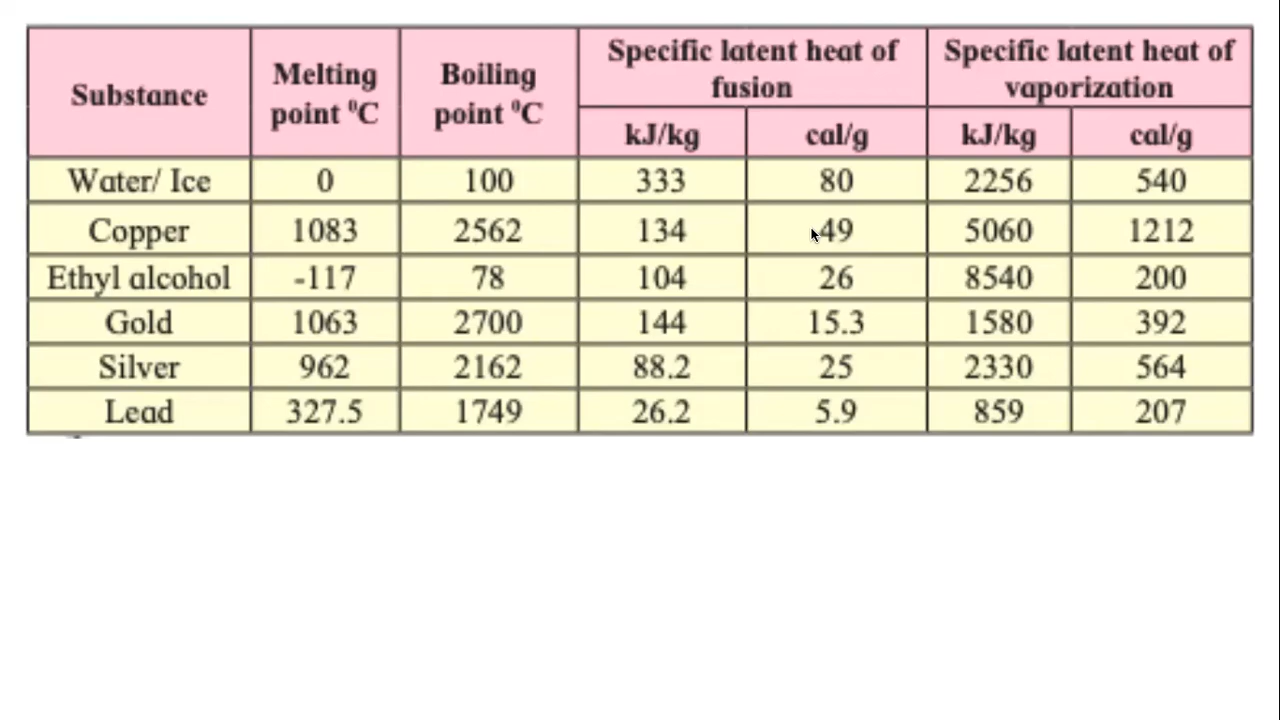 Substance Melting point ⁰C Boiling point ⁰C Specific latent heat of fusion Specific latent heat of vaporization
kJ/kg cal/g kJ/kg cal/g
Water/ Ice 0 100 333 80 2256 540
Copper 1083 2562 134 49 5060 1212
Ethyl alcohol -117 78 104 26 8540 200
Gold 1063 2700 144 15.3 1580 392
Silver 962 2162 88.2 25 2330 564
Lead 327.5 1749 26.2 5.9 859 207